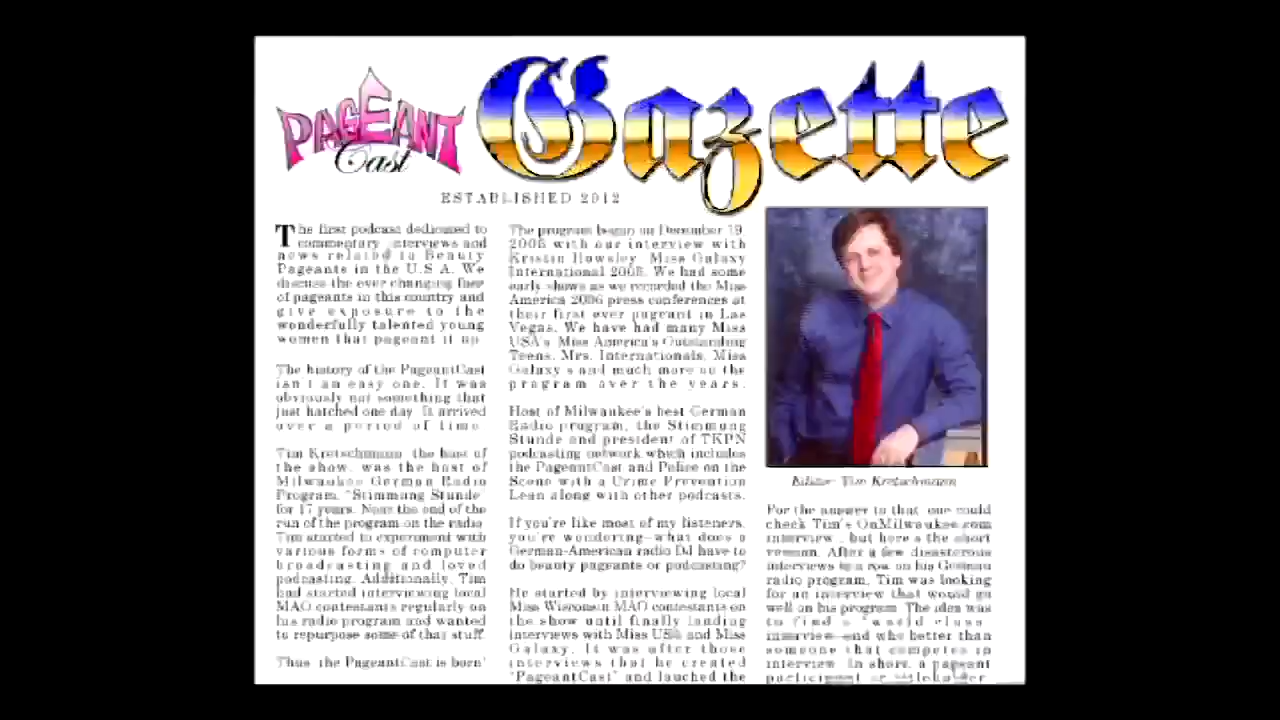 PAGEANT
Cast
Gazette
ESTABLISHED 2012
The first podcast dedicated to
commentary interviews and
news related to Beauty
Pageants in the U.S.A. We
discuss the ever changing face
of pageants in this country and
give exposure to the
wonderfully talented young
women that pageant it up
The history of the PageantCast
isn't an easy one. It was
obviously not something that
just hatched one day. It arrived
over a period of time.
Tim Kretschmann, the host of
the show, was the host of
Milwaukee German Radio
Program, "Stimmung Stunde"
for 17 years. Near the end of the
run of the program on the radio
Tim started to experiment with
various forms of computer
broadcasting and loved
podcasting. Additionally, Tim
had started interviewing local
MAO contestants regularly on
his radio program and wanted
to repurpose some of that stuff.
Thus the PageantCast is born!
The program began on December 19,
with our interview with
Kristin Howsley, Miss Galaxy
International. We had some
early shows as we recorded the Miss
America 2006 press conferences at
their first ever pageant in Las
Vegas. We have had many Miss
USA's Miss America's Outstanding
Teens, Mrs. Internationals, Miss
Galaxy's and much more on the
program over the years.
Host of Milwaukee's best German
Radio program, the Stimmung
Stunde and president of TKPN
podcasting network which includes
the PageantCast and Police on the
Scene with a Crime Prevention
Lean along with other podcasts.
If you're like most of my listeners,
you're wondering—what does a
German-American radio DJ have to
do beauty pageants or podcasting?
He started by interviewing local
Miss Wisconsin MAO contestants on
the show until finally landing
interviews with Miss USA and Miss
Galaxy. It was after those
interviews that he created
"PageantCast" and lauched the
Editor Tim Kretschmann
For the answer to that, one could
check Tim's OnMilwaukee.com
interview, but here's the short
version. After a few disasterous
interviews in a row on his German
radio program, Tim was looking
for an interview that would go
well on his program. The idea was
to find a "world class"
interview—and who better than
someone that competes in
interview. In short, a pageant
participant or titleholder.